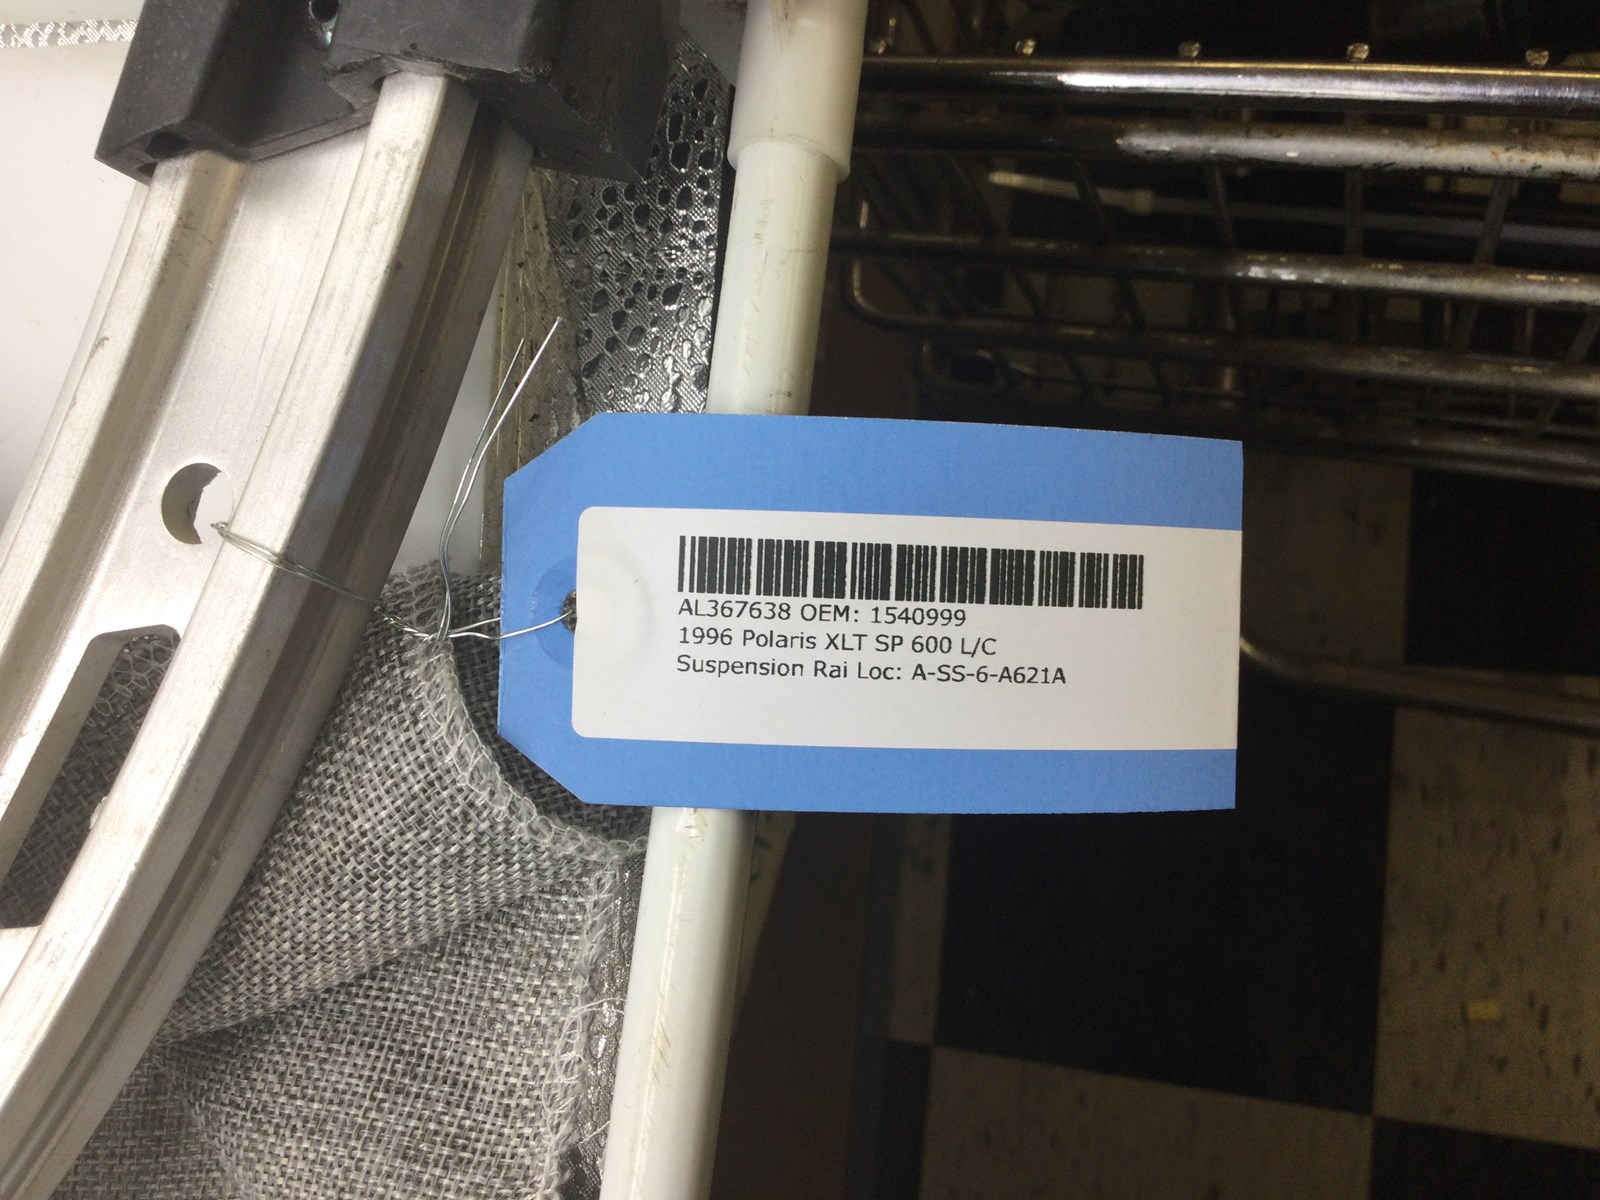 AL367638 OEM: 1540999
1996 Polaris XLT SP 600 L/C
Suspension Rai Loc: A-SS-6-A621A